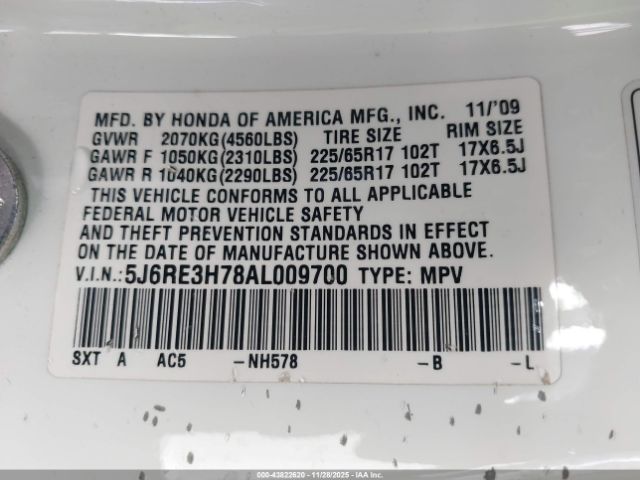 MFD. BY HONDA OF AMERICA MFG., INC. 11/'09
GVWR 2070KG(4560LBS) TIRE SIZE RIM SIZE
GAWR F 1050KG(2310LBS) 225/65R17 102T 17X6.5J
GAWR R 1040KG(2290LBS) 225/65R17 102T 17X6.5J
THIS VEHICLE CONFORMS TO ALL APPLICABLE
FEDERAL MOTOR VEHICLE SAFETY
AND THEFT PREVENTION STANDARDS IN EFFECT
ON THE DATE OF MANUFACTURE SHOWN ABOVE.
V.I.N.: 5J6RE3H78AL009700 TYPE: MPV
SXT A AC5 -NH578 -B -L
000-43822620 - 11/28/2025 - IAAI.COM